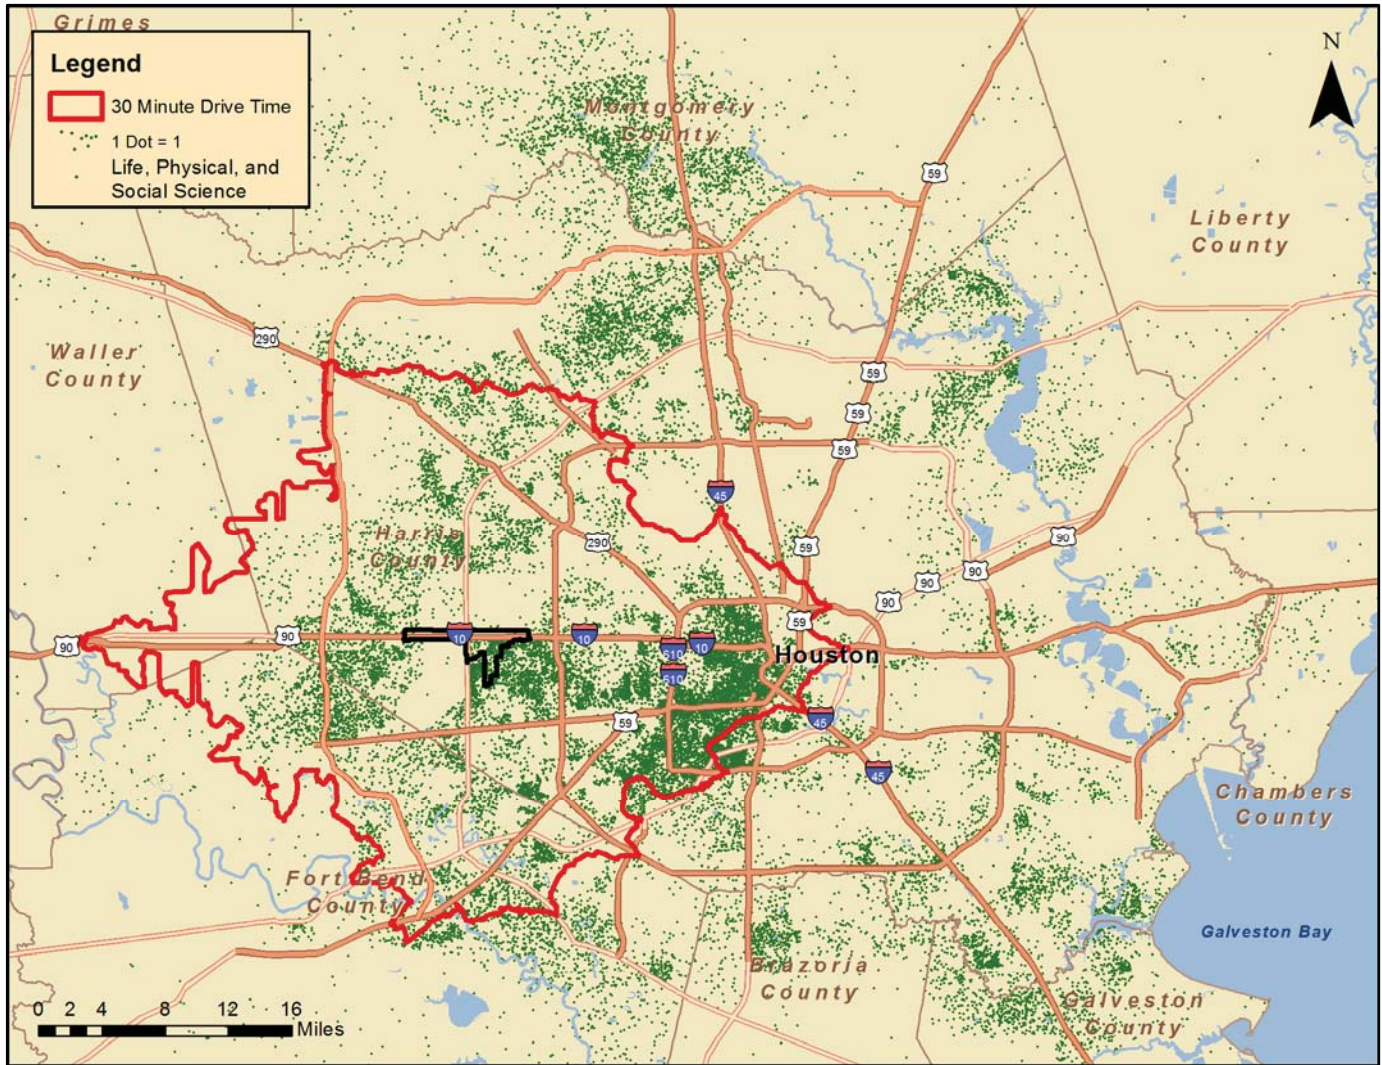 Grimes
Legend
30 Minute Drive Time
1 Dot = 1
Life, Physical, and
Social Science
N
Montgomery
County
59
Liberty
County
290
Waller
County
59
59
59
45
Harris
County
290
59
90
90
90
90
90
10
10
610
10
610
59
Houston
59
45
45
Chambers
County
Fort Bend
County
Galveston Bay
Brazoria
County
Galveston
County
0 2 4 8 12 16
Miles